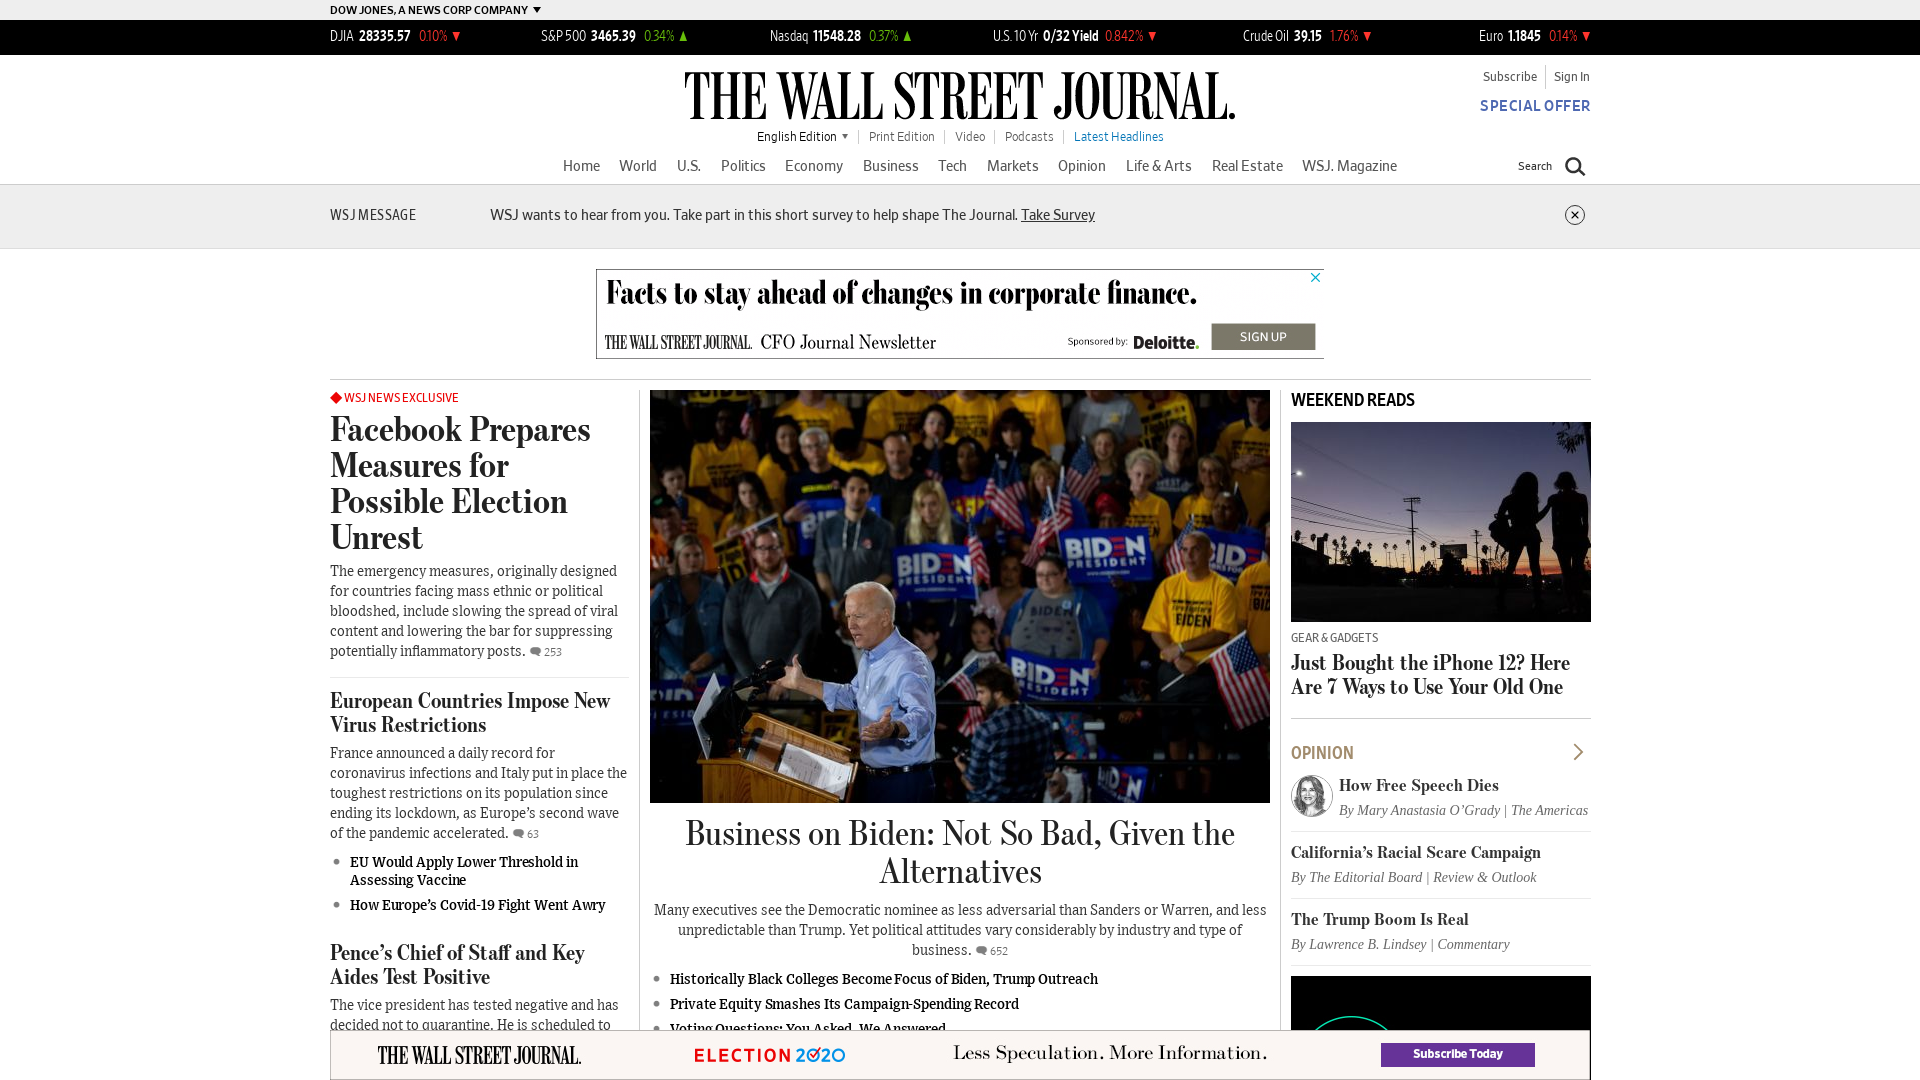 DOW JONES, A NEWS CORP COMPANY
DJIA 28335.57 0.10%
S&P 500 3465.39 0.34%
Nasdaq 11548.28 0.37%
U.S. 10 Yr 0/32 Yield 0.842%
Crude Oil 39.15 1.76%
Euro 1.1845 0.14%
THE WALL STREET JOURNAL.
Subscribe Sign In
SPECIAL OFFER
English Edition Print Edition Video Podcasts Latest Headlines
Home World U.S. Politics Economy Business Tech Markets Opinion Life & Arts Real Estate WSJ. Magazine
Search
WSJ MESSAGE
WSJ wants to hear from you. Take part in this short survey to help shape The Journal. Take Survey
Facts to stay ahead of changes in corporate finance.
THE WALL STREET JOURNAL. CFO Journal Newsletter
Sponsored by: Deloitte.
SIGN UP
WSJ NEWS EXCLUSIVE
Facebook Prepares
Measures for
Possible Election
Unrest
The emergency measures, originally designed
for countries facing mass ethnic or political
bloodshed, include slowing the spread of viral
content and lowering the bar for suppressing
potentially inflammatory posts. 253
European Countries Impose New
Virus Restrictions
France announced a daily record for
coronavirus infections and Italy put in place the
toughest restrictions on its population since
ending its lockdown, as Europe's second wave
of the pandemic accelerated. 63
EU Would Apply Lower Threshold in
Assessing Vaccine
How Europe's Covid-19 Fight Went Awry
Pence's Chief of Staff and Key
Aides Test Positive
The vice president has tested negative and has
decided not to quarantine. He is scheduled to
BIDEN
PRESIDENT
BIDEN
PRESIDENT
BIDEN
BIDEN
BIDEN
PRESIDENT
BIDEN
Business on Biden: Not So Bad, Given the
Alternatives
Many executives see the Democratic nominee as less adversarial than Sanders or Warren, and less
unpredictable than Trump. Yet political attitudes vary considerably by industry and type of
business. 652
Historically Black Colleges Become Focus of Biden, Trump Outreach
Private Equity Smashes Its Campaign-Spending Record
Voting Questions: You Asked, We Answered
WEEKEND READS
GEAR & GADGETS
Just Bought the iPhone 12? Here
Are 7 Ways to Use Your Old One
OPINION
How Free Speech Dies
By Mary Anastasia O'Grady | The Americas
California's Racial Scare Campaign
By The Editorial Board | Review & Outlook
The Trump Boom Is Real
By Lawrence B. Lindsey | Commentary
THE WALL STREET JOURNAL.
ELECTION 2020
Less Speculation. More Information.
Subscribe Today